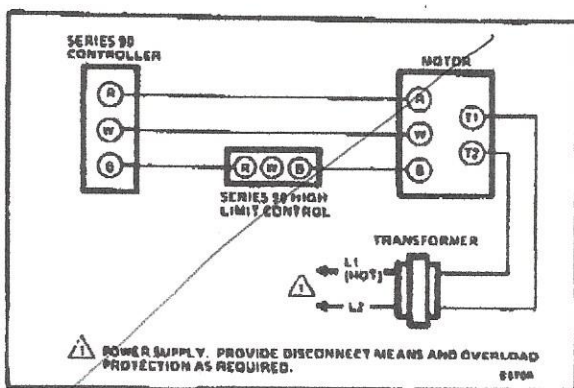 SERIES 90
CONTROLLER
MOTOR
R
W
B
R
W
B
R
W
B
T1
T2
SERIES 90 HIGH
LIMIT CONTROL
TRANSFORMER
L1
(HOT)
L2
1
1 POWER SUPPLY. PROVIDE DISCONNECT MEANS AND OVERLOAD
PROTECTION AS REQUIRED.